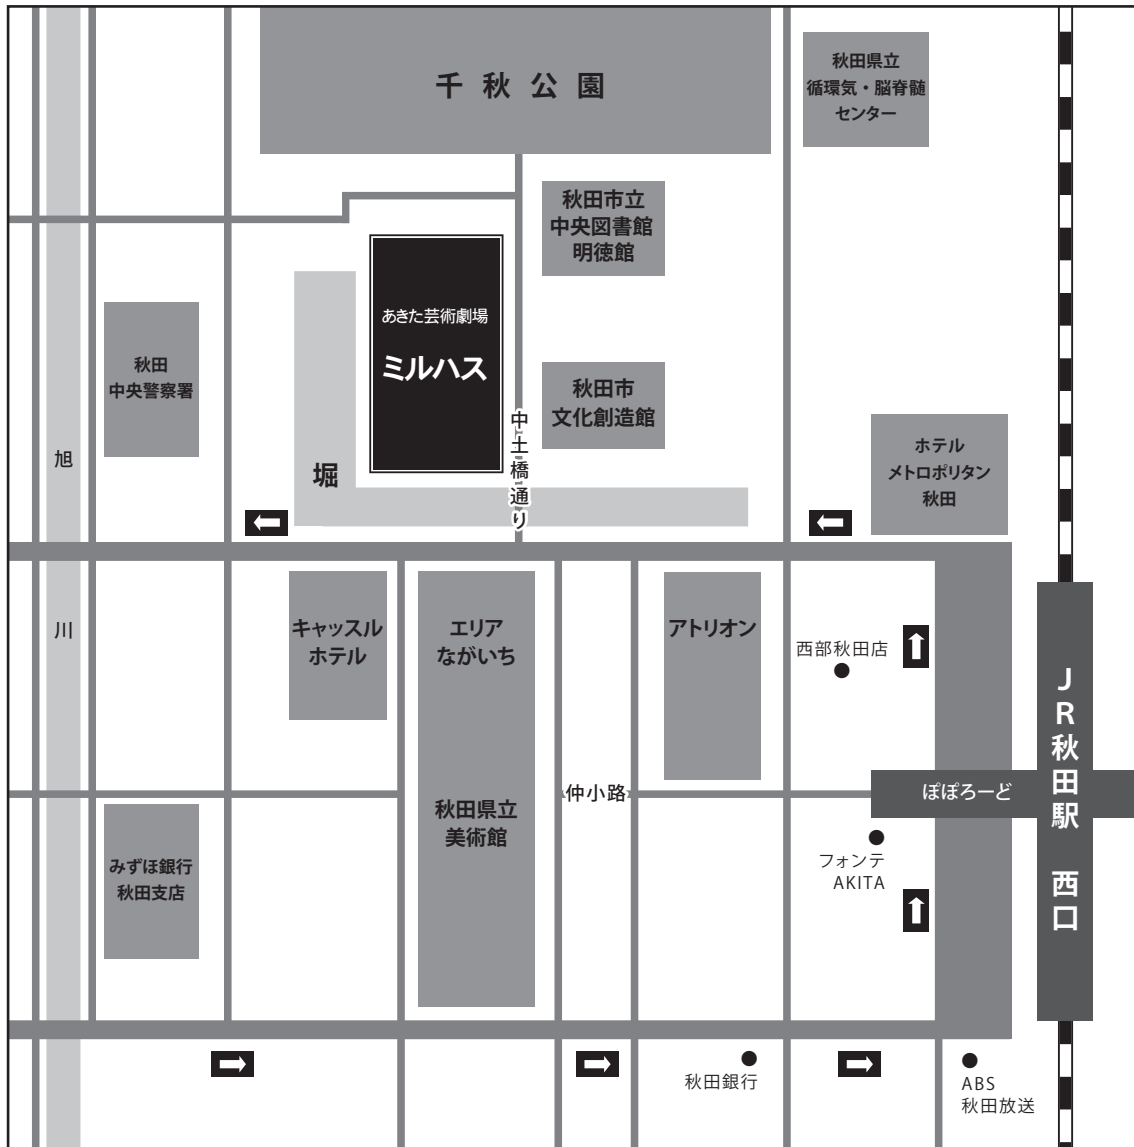 千秋公園
秋田県立
循環気・脳脊髄
センター
秋田市立
中央図書館
明徳館
あきた芸術劇場
ミルハス
秋田
中央警察署
秋田市
文化創造館
中土橋通り
堀
ホテル
メトロポリタン
秋田
旭
川
キャッスル
ホテル
エリア
なかいち
アトリオン
西部秋田店
JR秋田駅 西口
ぽぽろーど
仲小路
秋田県立
美術館
フォンテ
AKITA
みずほ銀行
秋田支店
秋田銀行
ABS
秋田放送